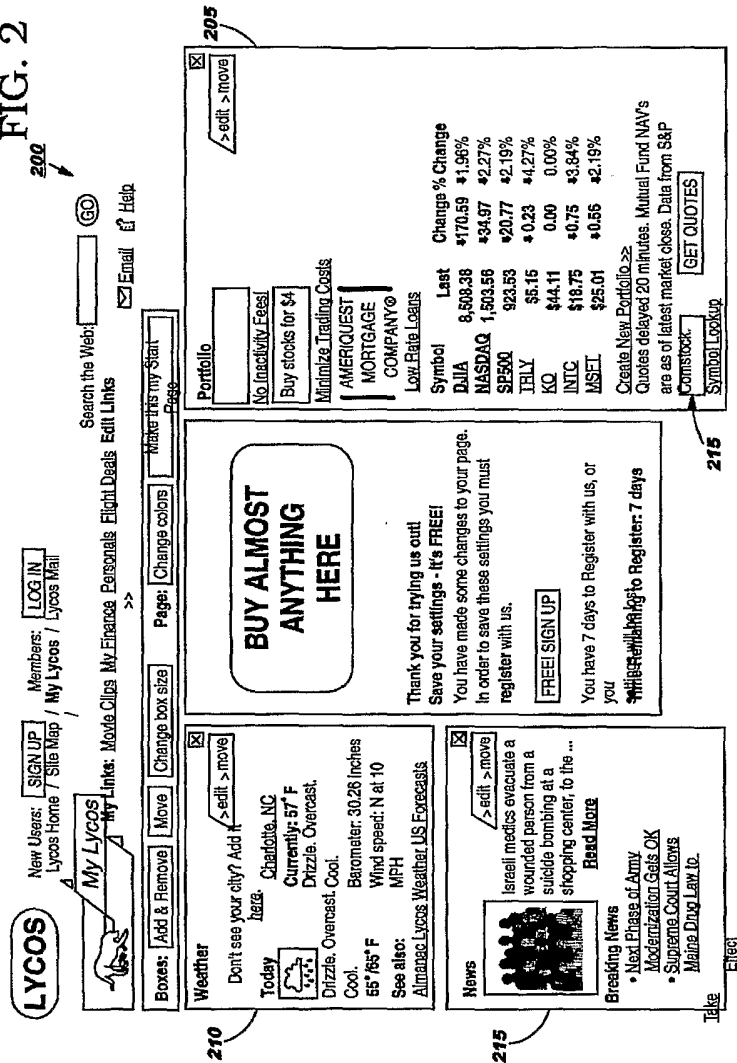 FIG. 2
200
LYCOS
New Users: SIGN UP Members: LOG IN
Lycos Home / Site Map / My Lycos / Lycos Mail
/
Search the Web: GO
Email Help
My Lycos
My Links: Movie Clips My Finance Personals Flight Deals Edit Links
>>
Boxes: Add & Remove Move Change box size Page: Change colors Make this my Start
Page
210
Weather
>edit >move
Don't see your city? Add it
here.
Today
Charlotte, NC
Currently: 57° F
Drizzle. Overcast.
Drizzle. Overcast. Cool.
Cool.
55°/65° F
Barometer: 30.26 Inches
Wind speed: N at 10
MPH
See also:
Almanac Lycos Weather US Forecasts
215
News
>edit >move
Israeli medics evacuate a
wounded person from a
suicide bombing at a
shopping center, to the ...
Read More
Breaking News
• Next Phase of Army
Modernization Gets OK
• Supreme Court Allows
Maine Drug Law to
Take
Effect
BUY ALMOST
ANYTHING
HERE
Thank you for trying us out!
Save your settings - It's FREE!
You have made some changes to your page.
In order to save these settings you must
register with us.
FREE! SIGN UP
You have 7 days to Register with us, or
you
settings will be lost.
Time Remaining to Register: 7 days
205
Portfolio
>edit >move
No Inactivity Fees!
Buy stocks for $4
Minimize Trading Costs
AMERIQUEST
MORTGAGE
COMPANY®
Low Rate Loans
Symbol Last Change % Change
DJIA 8,508.38 170.59 1.96%
NASDAQ 1,503.56 34.97 2.27%
SP500 923.53 20.77 2.19%
TRLY $5.15 0.23 4.27%
KO $44.11 0.00 0.00%
INTC $18.75 0.75 3.84%
MSFT $25.01 0.56 2.19%
Create New Portfolio >>
Quotes delayed 20 minutes. Mutual Fund NAV's
are as of latest market close. Data from S&P
Comstock. GET QUOTES
Symbol Lookup
215